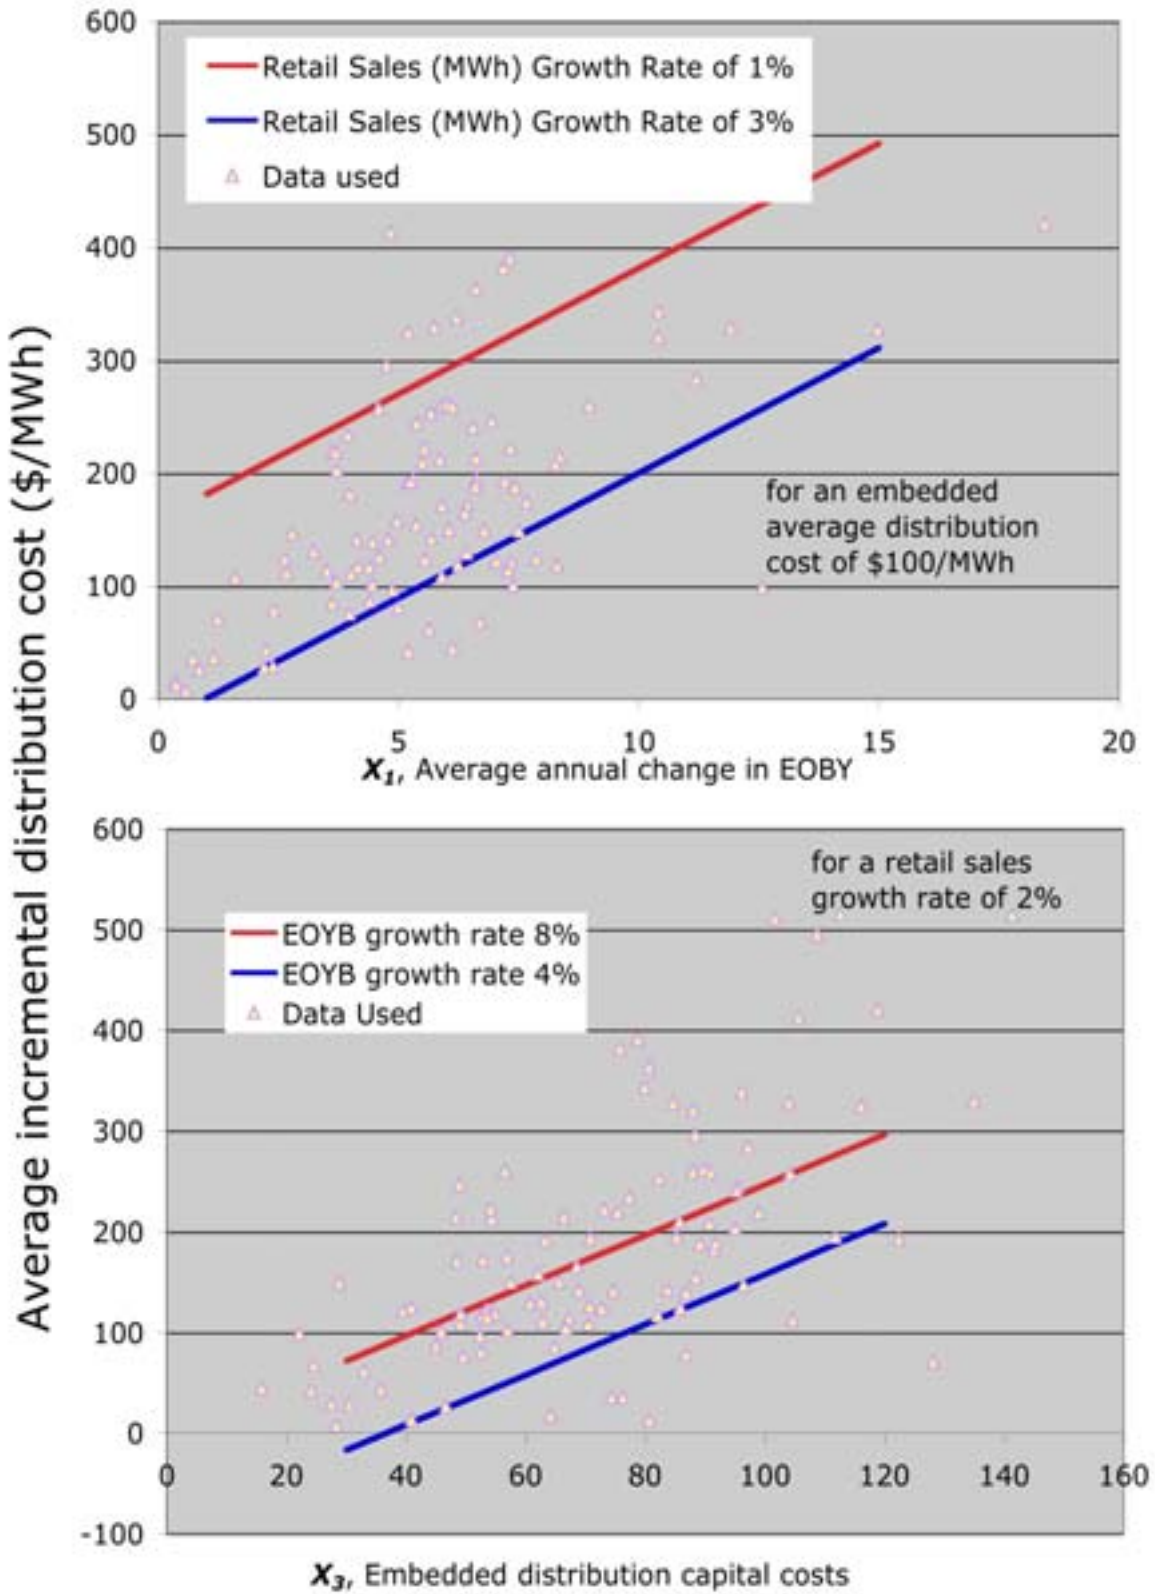 Average incremental distribution cost ($/MWh)
600
500
400
300
200
100
0
Retail Sales (MWh) Growth Rate of 1%
Retail Sales (MWh) Growth Rate of 3%
Data used
for an embedded
average distribution
cost of $100/MWh
0 5 10 15 20
X1, Average annual change in EOBY
600
500
400
300
200
100
0
-100
for a retail sales
growth rate of 2%
EOYB growth rate 8%
EOYB growth rate 4%
Data Used
0 20 40 60 80 100 120 140 160
X3, Embedded distribution capital costs